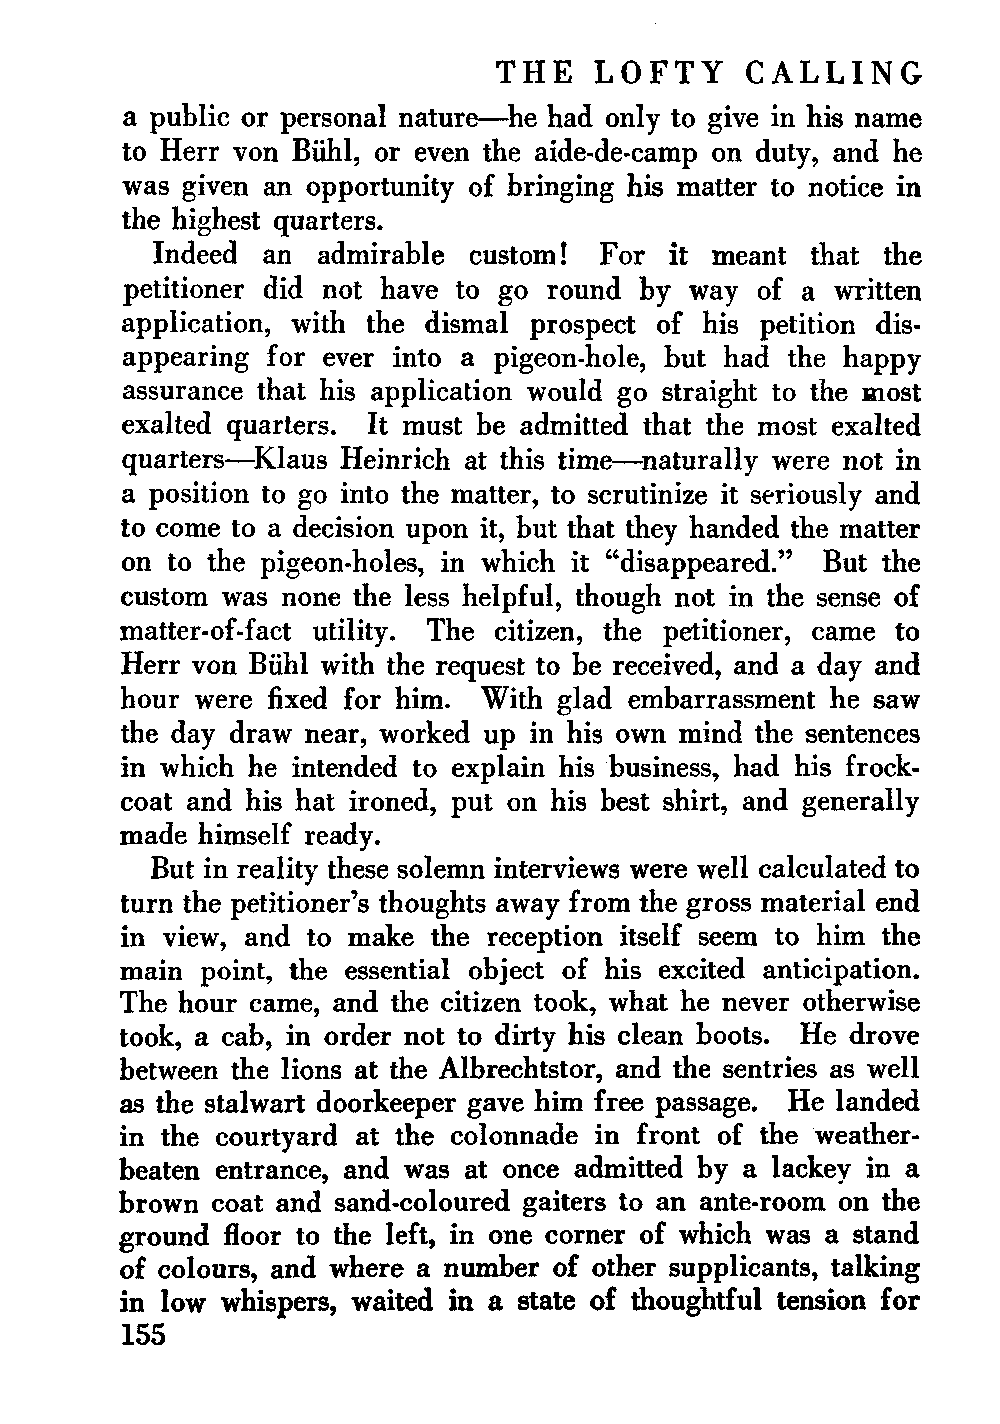 THE LOFTY CALLING
a public or personal nature—he had only to give in his name
to Herr von Bühl, or even the aide-de-camp on duty, and he
was given an opportunity of bringing his matter to notice in
the highest quarters.
Indeed an admirable custom! For it meant that the
petitioner did not have to go round by way of a written
application, with the dismal prospect of his petition dis-
appearing for ever into a pigeon-hole, but had the happy
assurance that his application would go straight to the most
exalted quarters. It must be admitted that the most exalted
quarters—Klaus Heinrich at this time—naturally were not in
a position to go into the matter, to scrutinize it seriously and
to come to a decision upon it, but that they handed the matter
on to the pigeon-holes, in which it “disappeared.” But the
custom was none the less helpful, though not in the sense of
matter-of-fact utility. The citizen, the petitioner, came to
Herr von Bühl with the request to be received, and a day and
hour were fixed for him. With glad embarrassment he saw
the day draw near, worked up in his own mind the sentences
in which he intended to explain his business, had his frock-
coat and his hat ironed, put on his best shirt, and generally
made himself ready.
But in reality these solemn interviews were well calculated to
turn the petitioner’s thoughts away from the gross material end
in view, and to make the reception itself seem to him the
main point, the essential object of his excited anticipation.
The hour came, and the citizen took, what he never otherwise
took, a cab, in order not to dirty his clean boots. He drove
between the lions at the Albrechtstor, and the sentries as well
as the stalwart doorkeeper gave him free passage. He landed
in the courtyard at the colonnade in front of the weather-
beaten entrance, and was at once admitted by a lackey in a
brown coat and sand-coloured gaiters to an ante-room on the
ground floor to the left, in one corner of which was a stand
of colours, and where a number of other supplicants, talking
in low whispers, waited in a state of thoughtful tension for
155